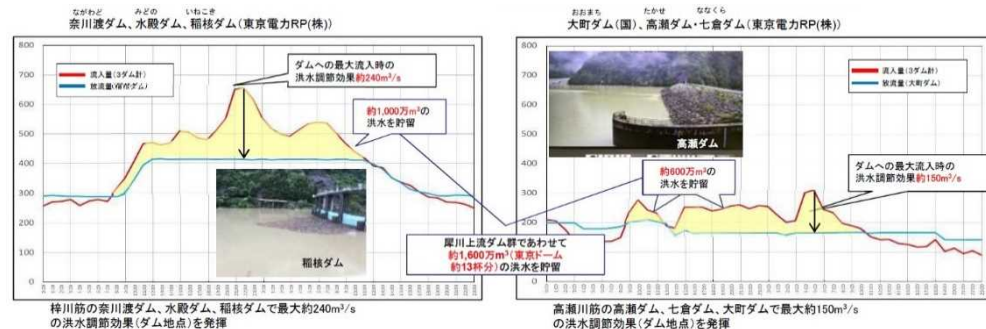 ながわど みどの いねこき
奈川渡ダム、水殿ダム、稲核ダム(東京電力RP(株))
800
700
600
500
400
300
200
100
0
流入量(3ダム計)
放流量(稲核ダム)
ダムへの最大流入時の
洪水調節効果約240m³/s
約1,000万m³の
洪水を貯留
稲核ダム
梓川筋の奈川渡ダム、水殿ダム、稲核ダムで最大約240m³/s
の洪水調節効果(ダム地点)を発揮
犀川上流ダム群であわせて
約1,600万m³(東京ドーム
約13杯分)の洪水を貯留
おおまち たかせ ななくら
大町ダム(国)、高瀬ダム・七倉ダム(東京電力RP(株))
800
700
600
500
400
300
200
100
0
高瀬ダム
流入量(3ダム計)
放流量(大町ダム)
約600万m³の
洪水を貯留
ダムへの最大流入時の
洪水調節効果約150m³/s
高瀬川筋の高瀬ダム、七倉ダム、大町ダムで最大約150m³/s
の洪水調節効果(ダム地点)を発揮